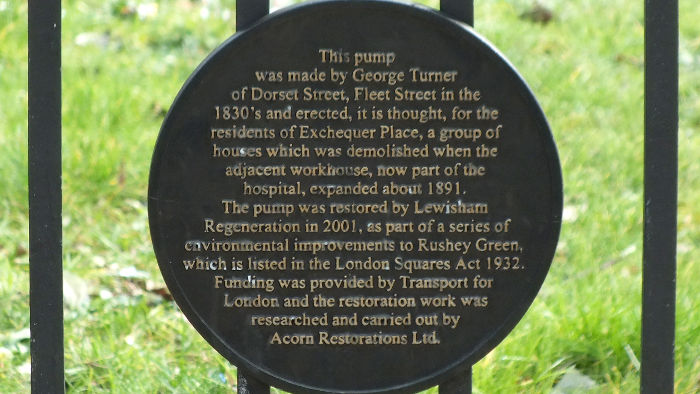 This pump
was made by George Turner
of Dorset Street, Fleet Street in the
1830's and erected, it is thought, for the
residents of Exchequer Place, a group of
houses which was demolished when the
adjacent workhouse, now part of the
hospital, expanded about 1891.
The pump was restored by Lewisham
Regeneration in 2001, as part of a series of
environmental improvements to Rushey Green,
which is listed in the London Squares Act 1932.
Funding was provided by Transport for
London and the restoration work was
researched and carried out by
Acorn Restorations Ltd.